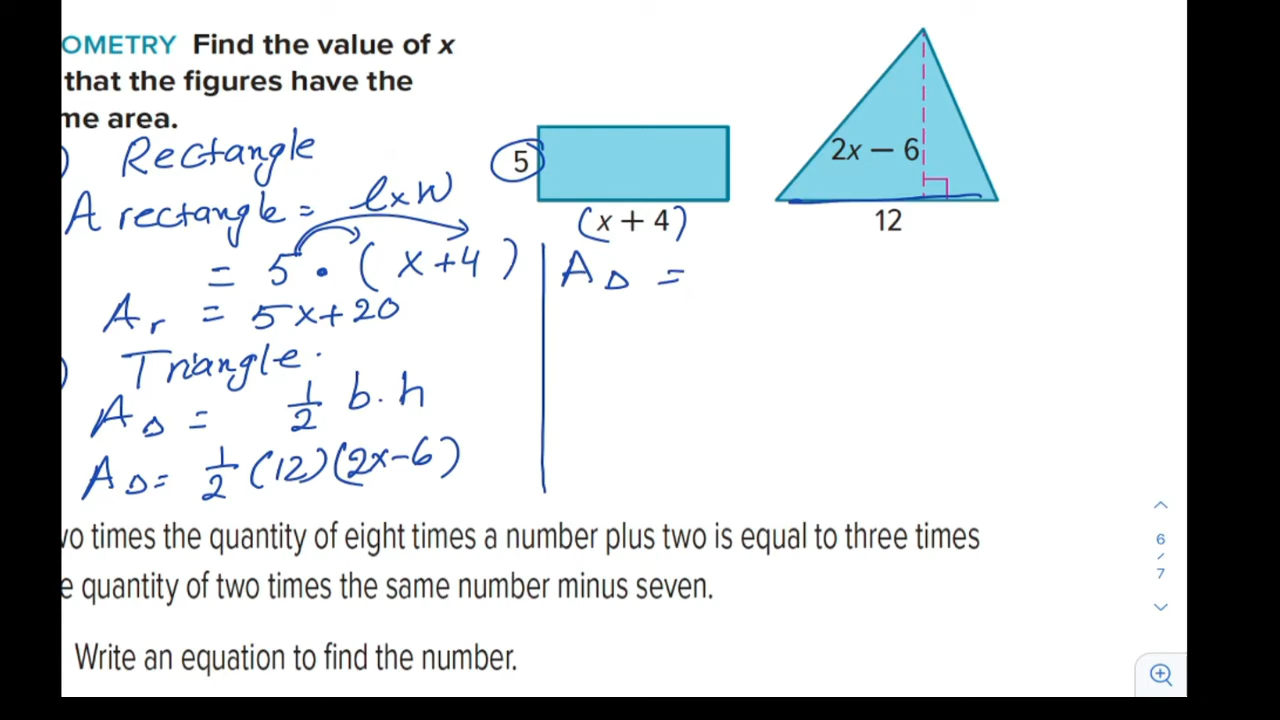 OMETRY Find the value of x
that the figures have the
me area.
) Rectangle
A rectangle = l x W
= 5 • ( x + 4 )
A r = 5x + 20
) Triangle.
A Δ = 1/2 b . h
A Δ = 1/2 (12)(2x - 6)
5
(x + 4)
2x − 6
12
A Δ =
wo times the quantity of eight times a number plus two is equal to three times
e quantity of two times the same number minus seven.
Write an equation to find the number.
6
/
7